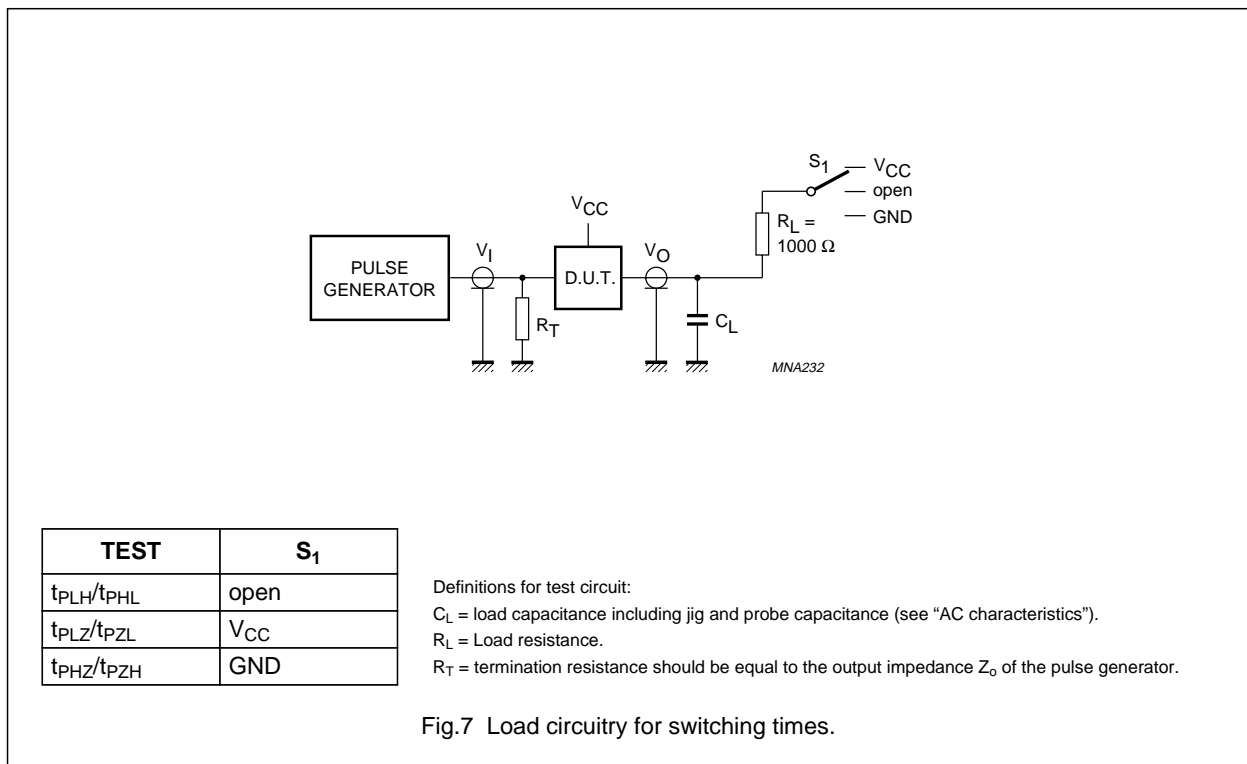 S1
VCC
open
GND
RL =
1000 Ω
VCC
PULSE
GENERATOR
VI
D.U.T.
VO
RT
CL
MNA232
TEST S1
tPLH/tPHL open
tPLZ/tPZL VCC
tPHZ/tPZH GND
Definitions for test circuit:
CL = load capacitance including jig and probe capacitance (see “AC characteristics”).
RL = Load resistance.
RT = termination resistance should be equal to the output impedance Zo of the pulse generator.
Fig.7 Load circuitry for switching times.